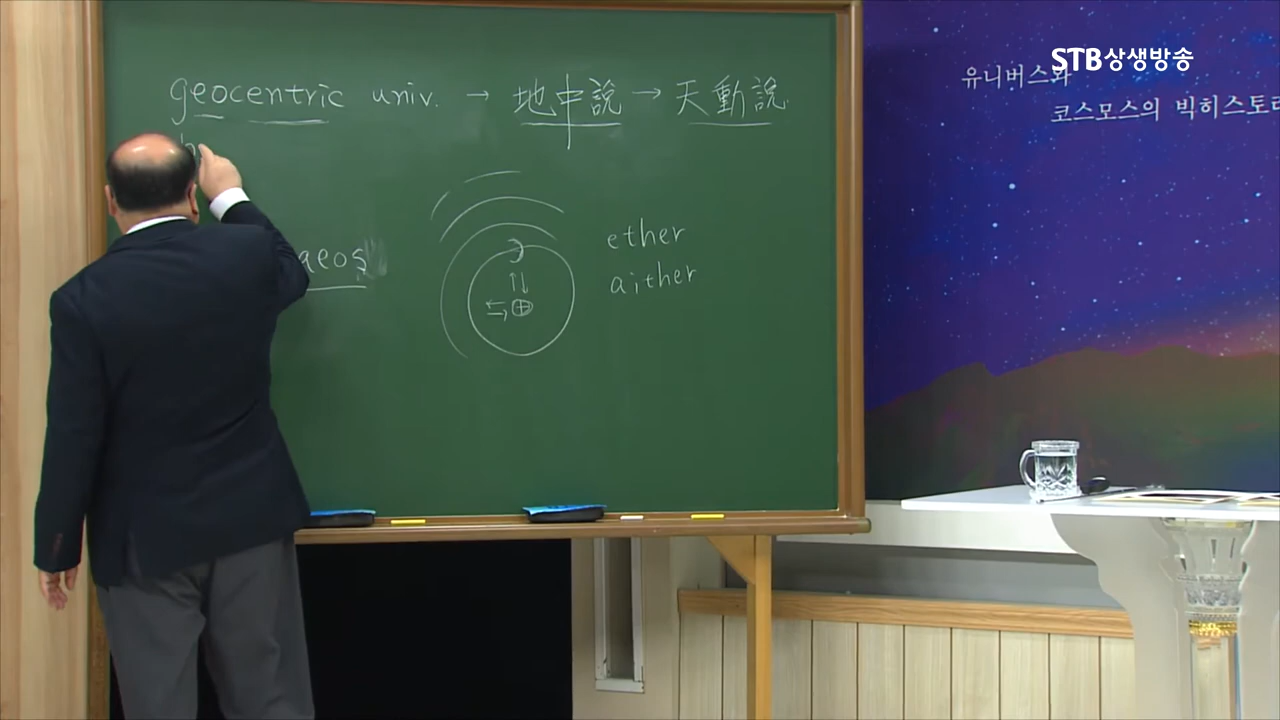 geocentric univ. → 地中說 → 天動說
ether
aither
STB상생방송
유니버스와
코스모스의 빅히스토리